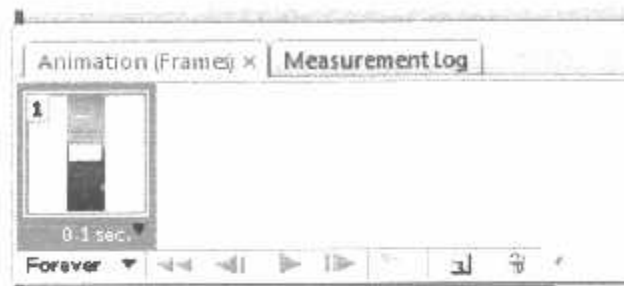 Animation (Frames) × Measurement Log
1
0.1 sec.
Forever